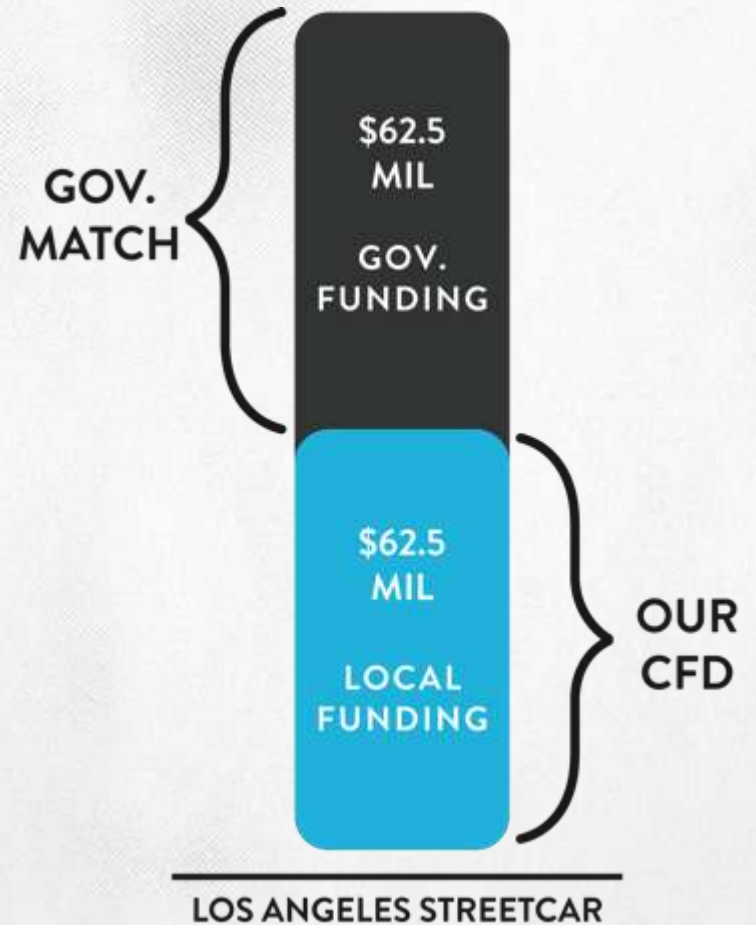 GOV.
MATCH
$62.5
MIL
GOV.
FUNDING
$62.5
MIL
LOCAL
FUNDING
OUR
CFD
LOS ANGELES STREETCAR